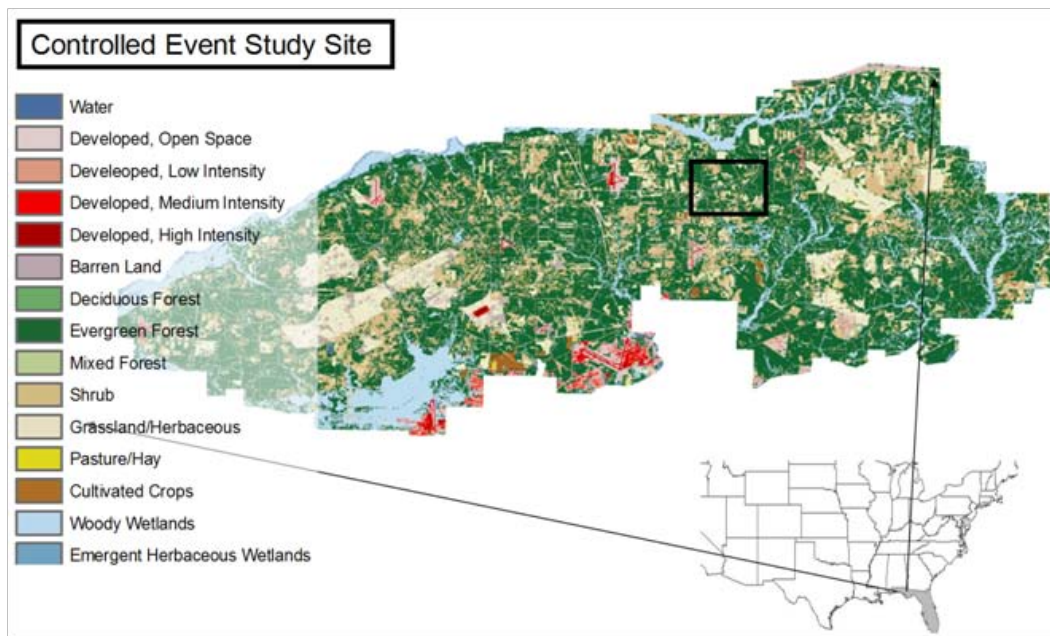 Controlled Event Study Site
Water
Developed, Open Space
Develeoped, Low Intensity
Developed, Medium Intensity
Developed, High Intensity
Barren Land
Deciduous Forest
Evergreen Forest
Mixed Forest
Shrub
Grassland/Herbaceous
Pasture/Hay
Cultivated Crops
Woody Wetlands
Emergent Herbaceous Wetlands